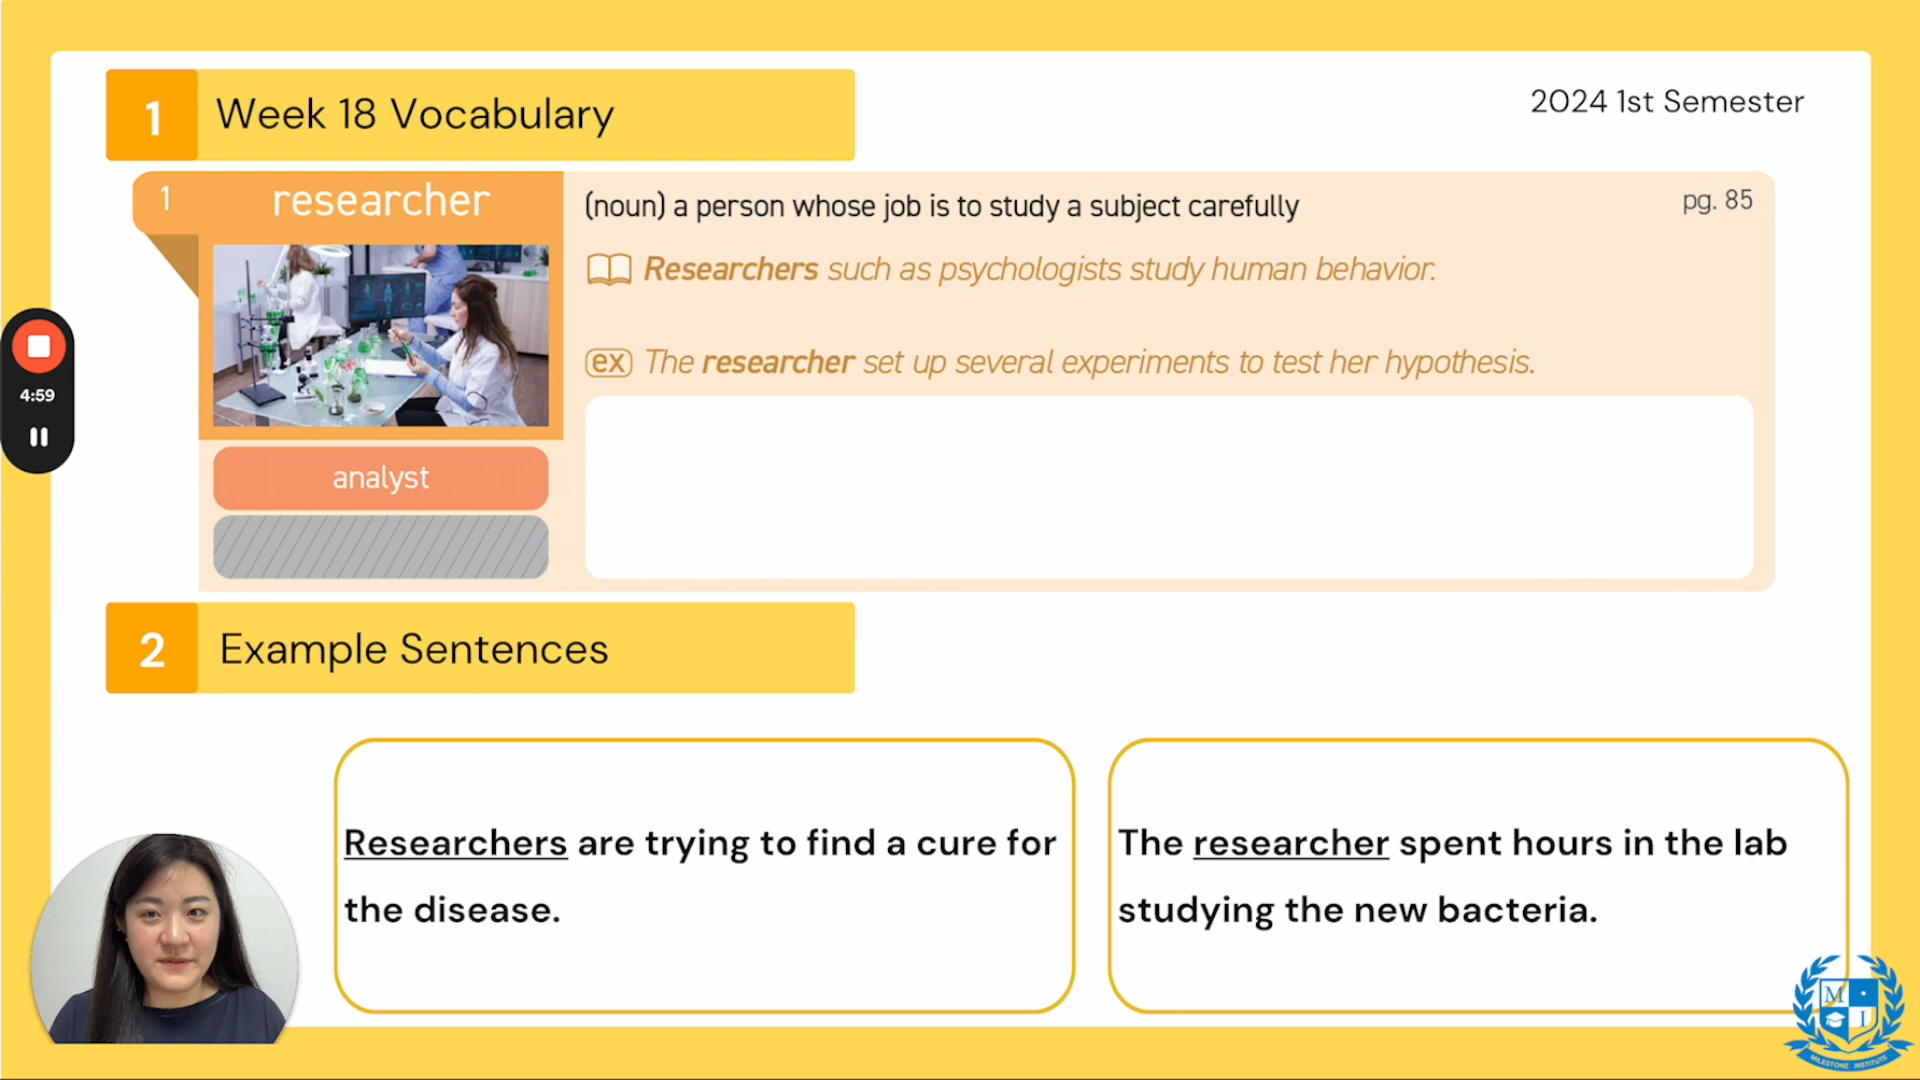 1
Week 18 Vocabulary
2024 1st Semester
1
researcher
(noun) a person whose job is to study a subject carefully
pg. 85
Researchers such as psychologists study human behavior.
ex
The researcher set up several experiments to test her hypothesis.
4:59
analyst
2
Example Sentences
Researchers are trying to find a cure for
the disease.
The researcher spent hours in the lab
studying the new bacteria.
M
I
MILESTONE INSTITUTE